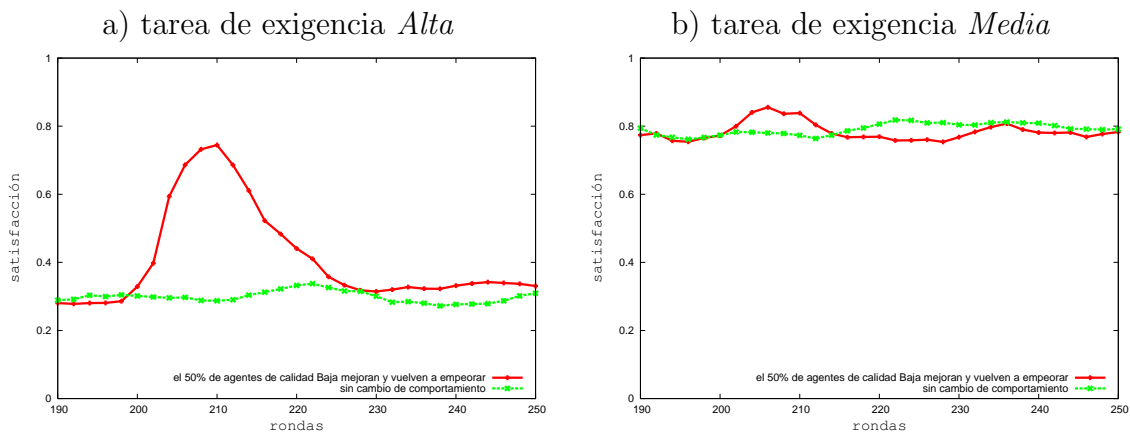 a) tarea de exigencia Alta
1
0.8
0.6
0.4
0.2
0
satisfacción
190
200
210
220
230
240
250
rondas
el 50% de agentes de calidad Baja mejoran y vuelven a empeorar
sin cambio de comportamiento
b) tarea de exigencia Media
1
0.8
0.6
0.4
0.2
0
satisfacción
190
200
210
220
230
240
250
rondas
el 50% de agentes de calidad Baja mejoran y vuelven a empeorar
sin cambio de comportamiento